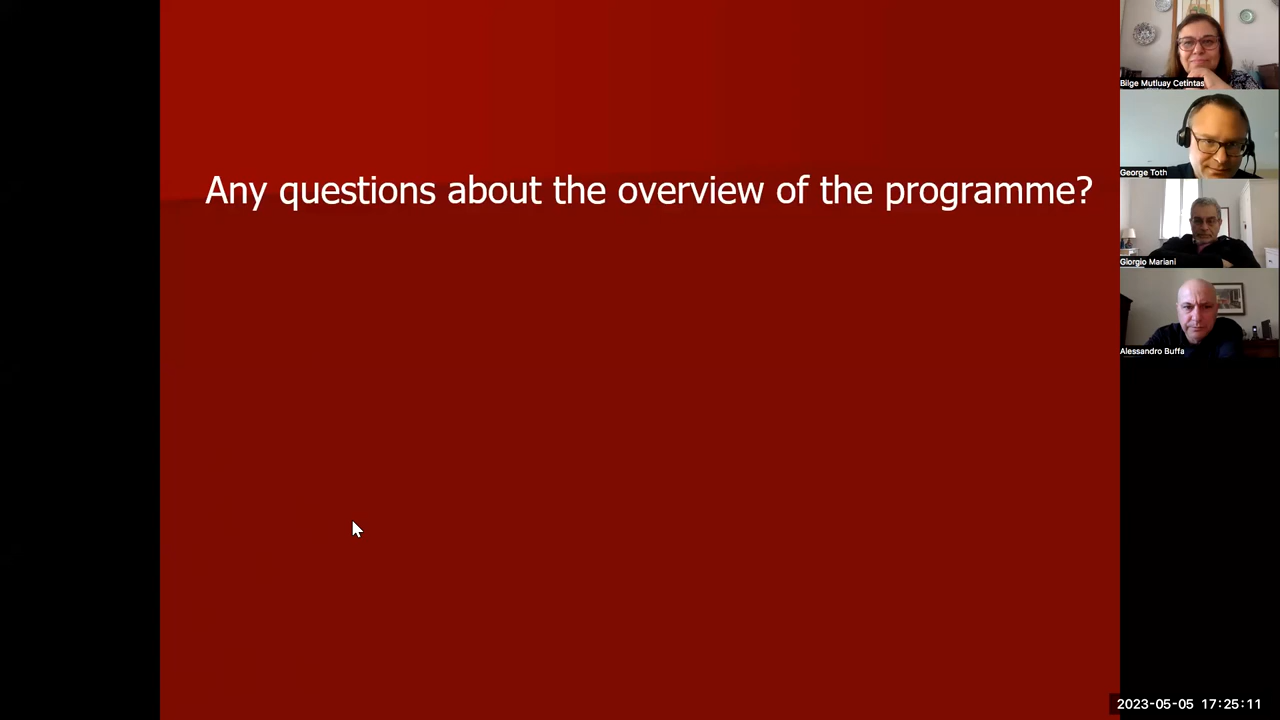 Any questions about the overview of the programme?
Bilge Mutluay Cetintas
George Toth
Giorgio Mariani
Alessandro Buffa
2023-05-05 17:25:11